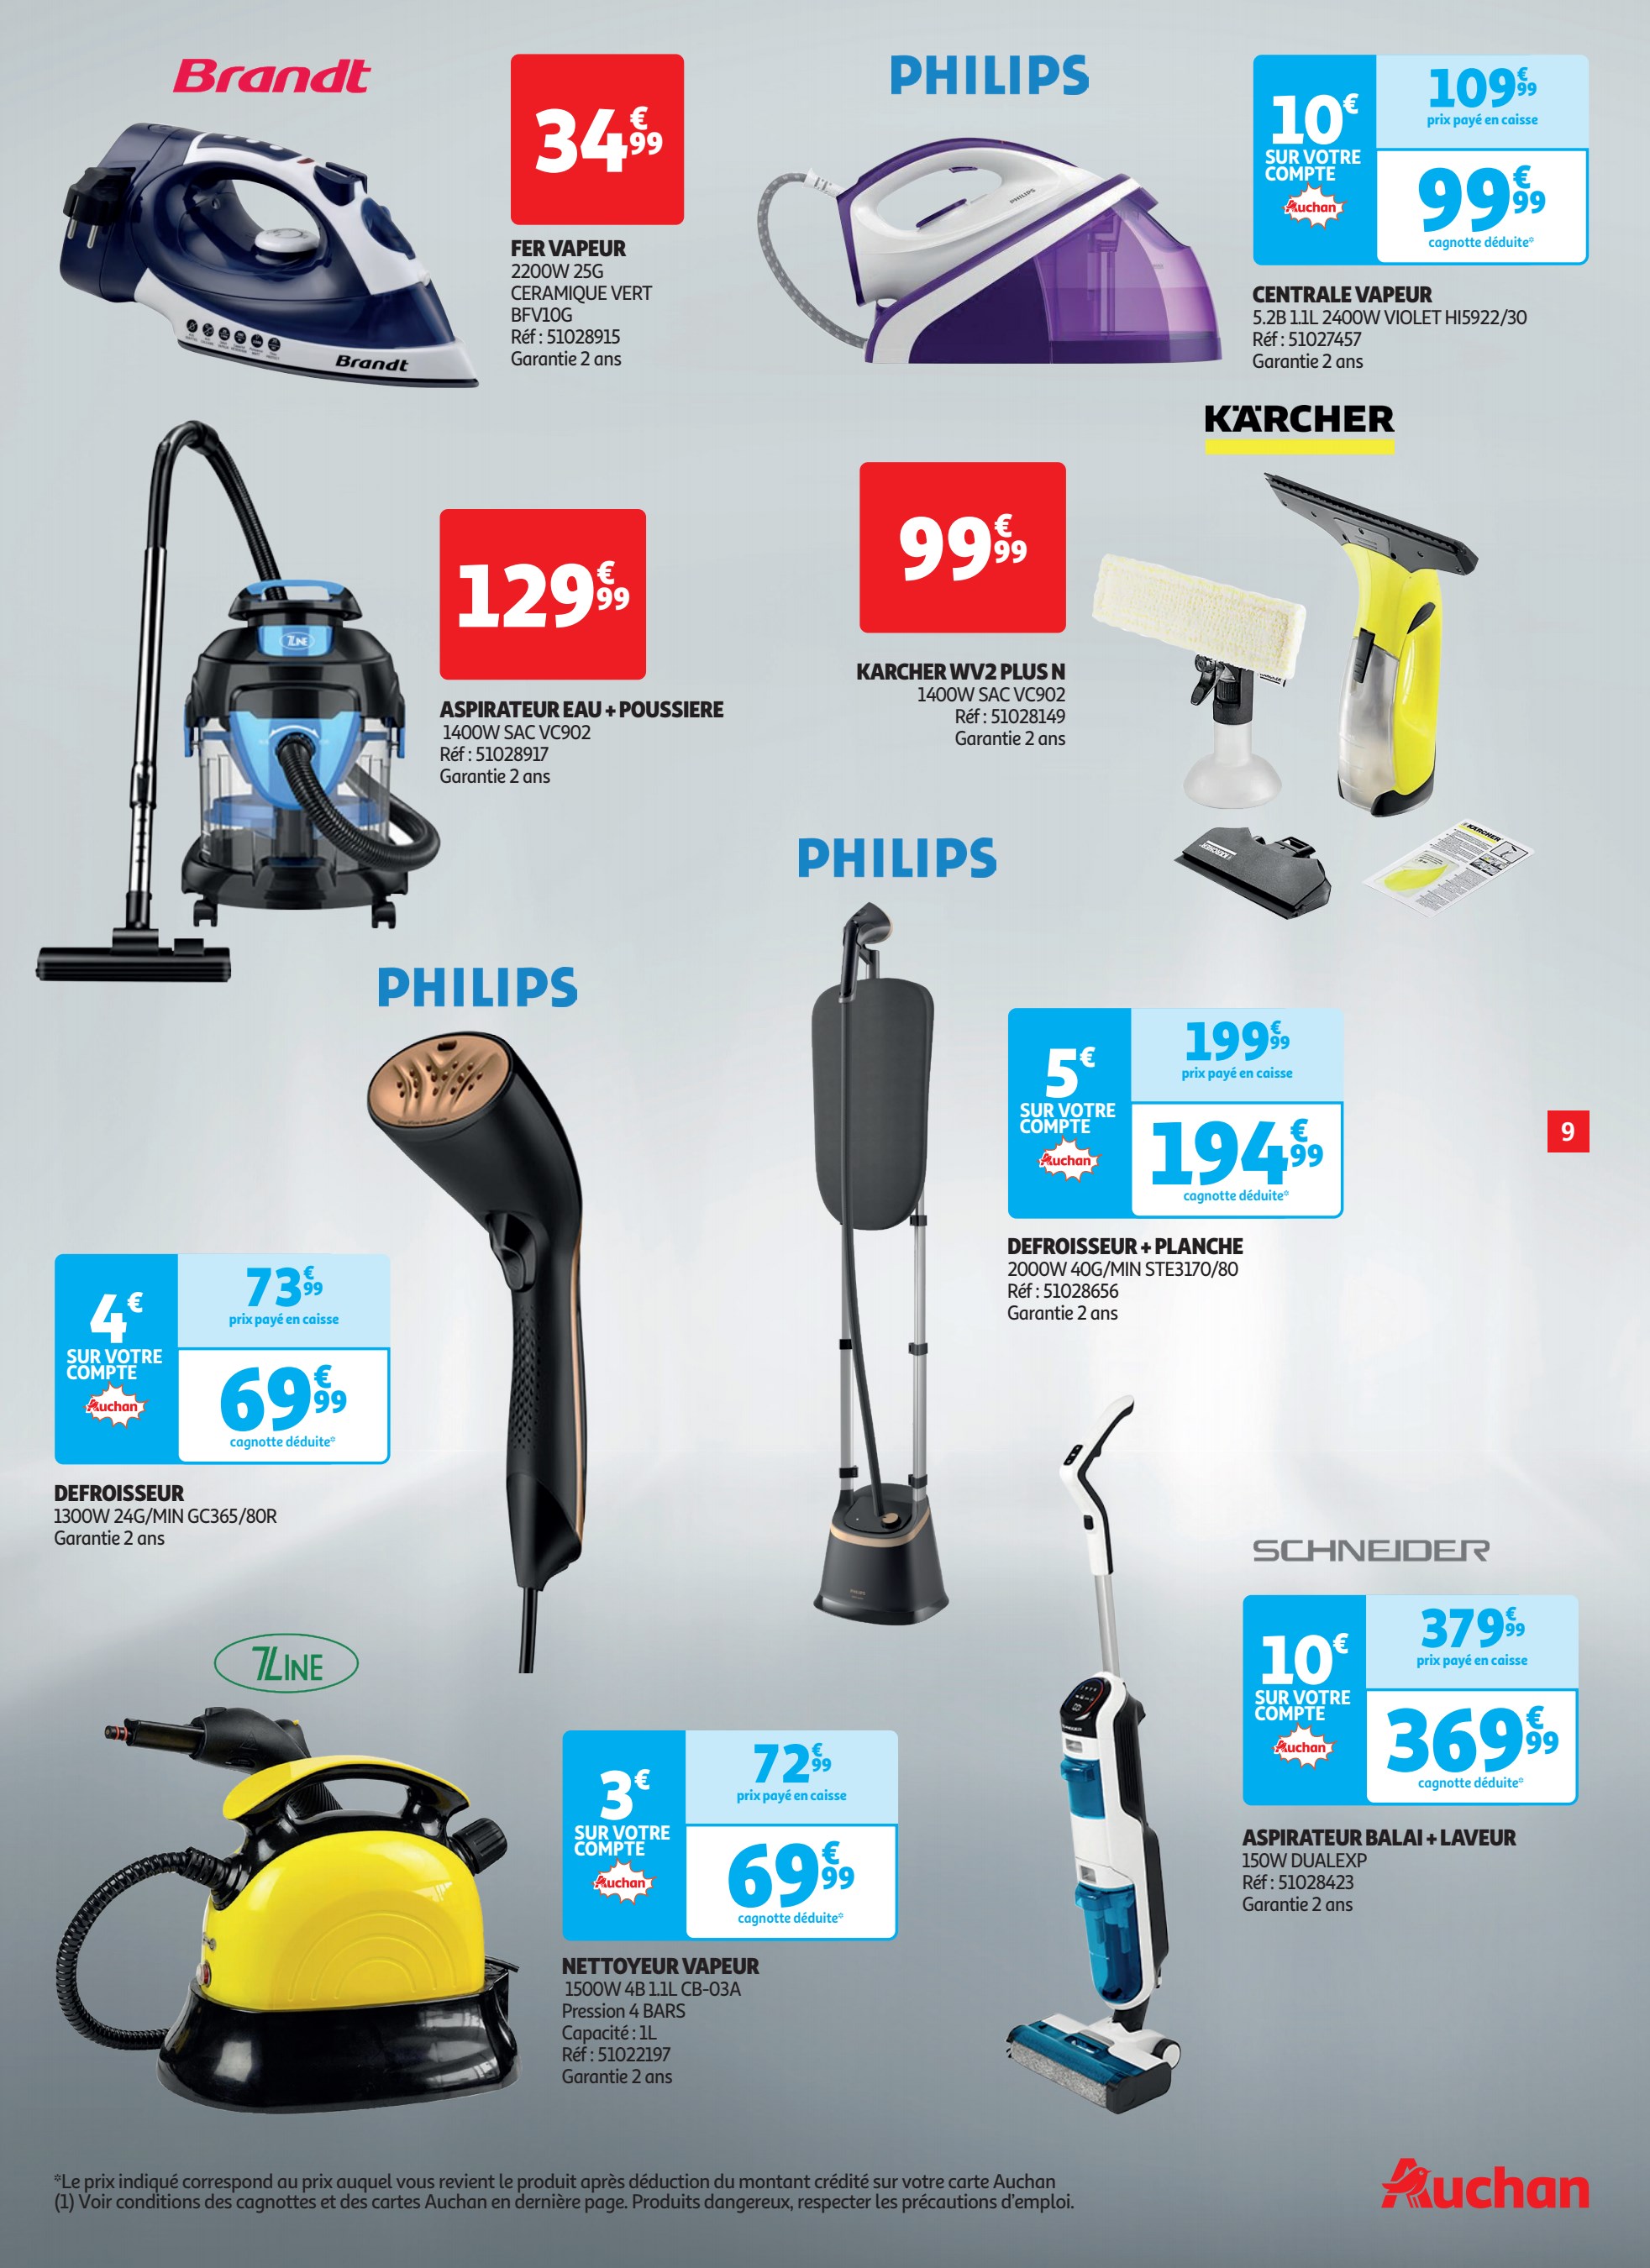 Brandt
34€99
FER VAPEUR
2200W 25G
CERAMIQUE VERT
BFV10G
Réf : 51028915
Garantie 2 ans
Brandt
PHILIPS
PHILIPS
10€
SUR VOTRE
COMPTE
Auchan
109€99
prix payé en caisse
99€99
cagnotte déduite*
CENTRALE VAPEUR
5.2B 1.1L 2400W VIOLET HI5922/30
Réf : 51027457
Garantie 2 ans
KÄRCHER
7LINE
129€99
ASPIRATEUR EAU + POUSSIERE
1400W SAC VC902
Réf : 51028917
Garantie 2 ans
99€99
KARCHER WV2 PLUS N
1400W SAC VC902
Réf : 51028149
Garantie 2 ans
KÄRCHER
KÄRCHER
PHILIPS
PHILIPS
5€
SUR VOTRE
COMPTE
Auchan
199€99
prix payé en caisse
194€99
cagnotte déduite*
DEFROISSEUR + PLANCHE
2000W 40G/MIN STE3170/80
Réf : 51028656
Garantie 2 ans
9
4€
SUR VOTRE
COMPTE
Auchan
73€99
prix payé en caisse
69€99
cagnotte déduite*
DEFROISSEUR
1300W 24G/MIN GC365/80R
Garantie 2 ans
SCHNEIDER
10€
SUR VOTRE
COMPTE
Auchan
379€99
prix payé en caisse
369€99
cagnotte déduite*
ASPIRATEUR BALAI + LAVEUR
150W DUALEXP
Réf : 51028423
Garantie 2 ans
7LINE
3€
SUR VOTRE
COMPTE
Auchan
72€99
prix payé en caisse
69€99
cagnotte déduite*
NETTOYEUR VAPEUR
1500W 4B 1.1L CB-03A
Pression 4 BARS
Capacité : 1L
Réf : 51022197
Garantie 2 ans
*Le prix indiqué correspond au prix auquel vous revient le produit après déduction du montant crédité sur votre carte Auchan
(1) Voir conditions des cagnottes et des cartes Auchan en dernière page. Produits dangereux, respecter les précautions d'emploi.
Auchan